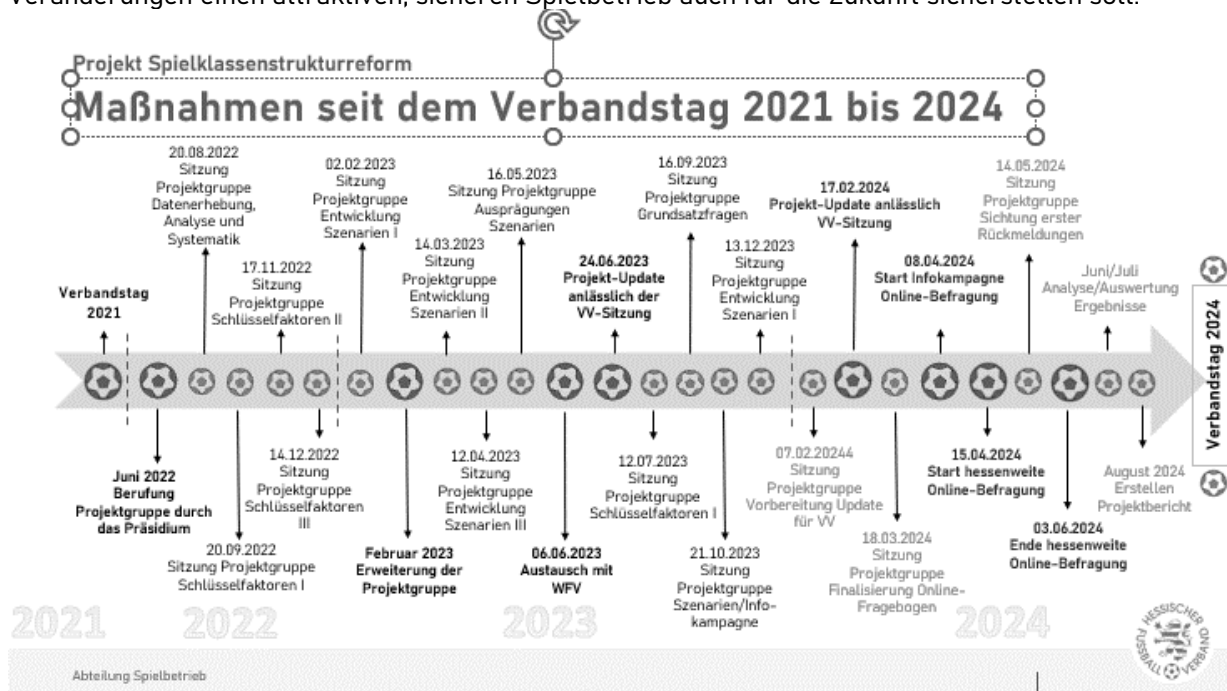 Veränderungen einen attraktiven, sicheren Spielbetrieb auch für die Zukunft sicherstellen soll.
Projekt Spielklassenstrukturreform
Maßnahmen seit dem Verbandstag 2021 bis 2024
Verbandstag
2021
20.08.2022
Sitzung
Projektgruppe
Datenerhebung,
Analyse und
Systematik
17.11.2022
Sitzung
Projektgruppe
Schlüsselfaktoren II
02.02.2023
Sitzung
Projektgruppe
Entwicklung
Szenarien I
14.03.2023
Sitzung
Projektgruppe
Entwicklung
Szenarien II
16.05.2023
Sitzung Projektgruppe
Ausprägungen
Szenarien
24.06.2023
Projekt-Update
anlässlich der
VV-Sitzung
16.09.2023
Sitzung
Projektgruppe
Grundsatzfragen
13.12.2023
Sitzung
Projektgruppe
Entwicklung
Szenarien I
17.02.2024
Projekt-Update anlässlich
VV-Sitzung
08.04.2024
Start Infokampagne
Online-Befragung
14.05.2024
Sitzung
Projektgruppe
Sichtung erster
Rückmeldungen
Juni/Juli
Analyse/Auswertung
Ergebnisse
Verbandstag 2024
Juni 2022
Berufung
Projektgruppe durch
das Präsidium
20.09.2022
Sitzung Projektgruppe
Schlüsselfaktoren I
14.12.2022
Sitzung
Projektgruppe
Schlüsselfaktoren
III
Februar 2023
Erweiterung der
Projektgruppe
12.04.2023
Sitzung
Projektgruppe
Entwicklung
Szenarien III
06.06.2023
Austausch mit
WFV
12.07.2023
Sitzung
Projektgruppe
Schlüsselfaktoren I
21.10.2023
Sitzung
Projektgruppe
Szenarien/Info-
kampagne
07.02.20244
Sitzung
Projektgruppe
Vorbereitung Update
für VV
18.03.2024
Sitzung
Projektgruppe
Finalisierung Online-
Fragebogen
15.04.2024
Start hessenweite
Online-Befragung
03.06.2024
Ende hessenweite
Online-Befragung
August 2024
Erstellen
Projektbericht
2021
2022
2023
2024
HESSISCHER
FUSSBALL VERBAND
Abteilung Spielbetrieb